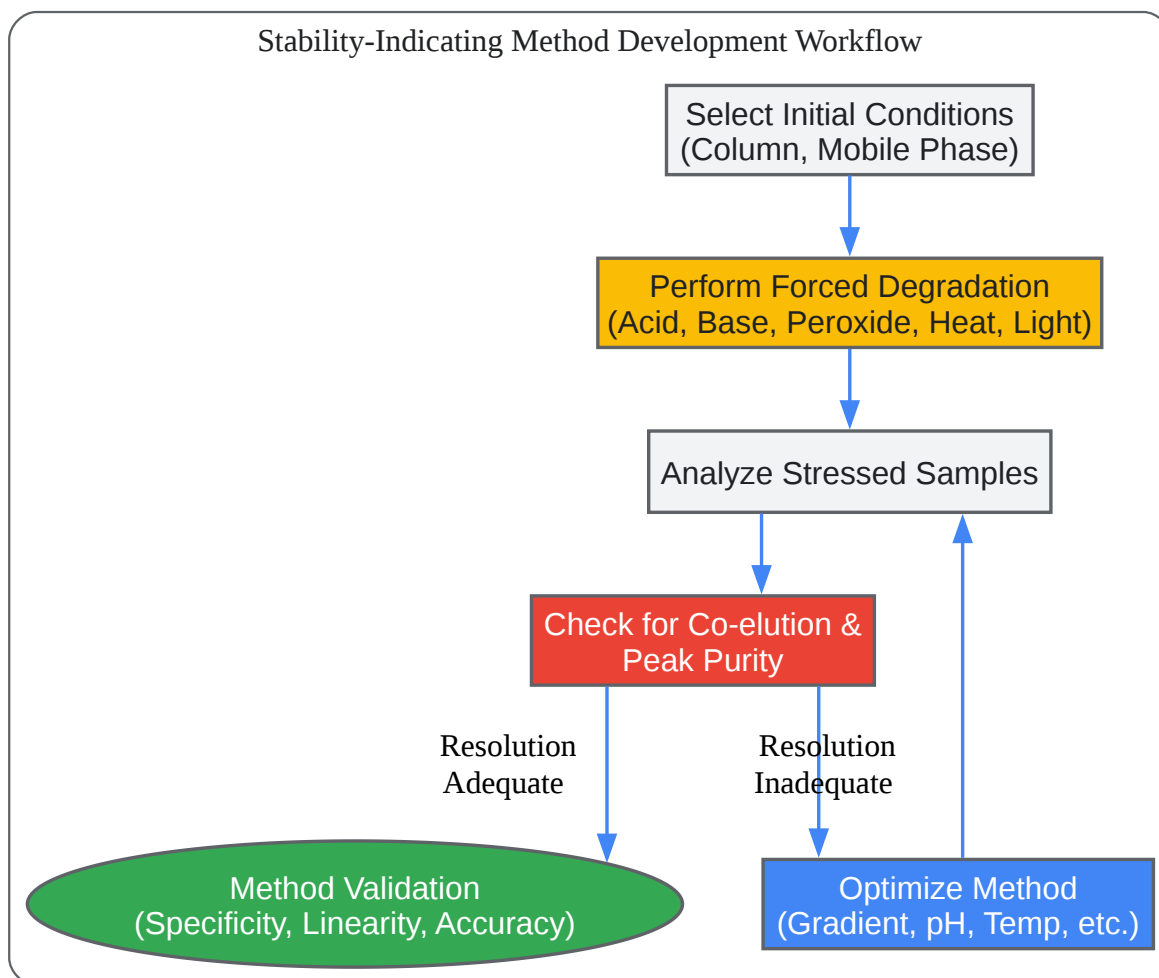 Stability-Indicating Method Development Workflow
Select Initial Conditions
(Column, Mobile Phase)
Perform Forced Degradation
(Acid, Base, Peroxide, Heat, Light)
Analyze Stressed Samples
Check for Co-elution &
Peak Purity
Resolution
Adequate
Resolution
Inadequate
Method Validation
(Specificity, Linearity, Accuracy)
Optimize Method
(Gradient, pH, Temp, etc.)